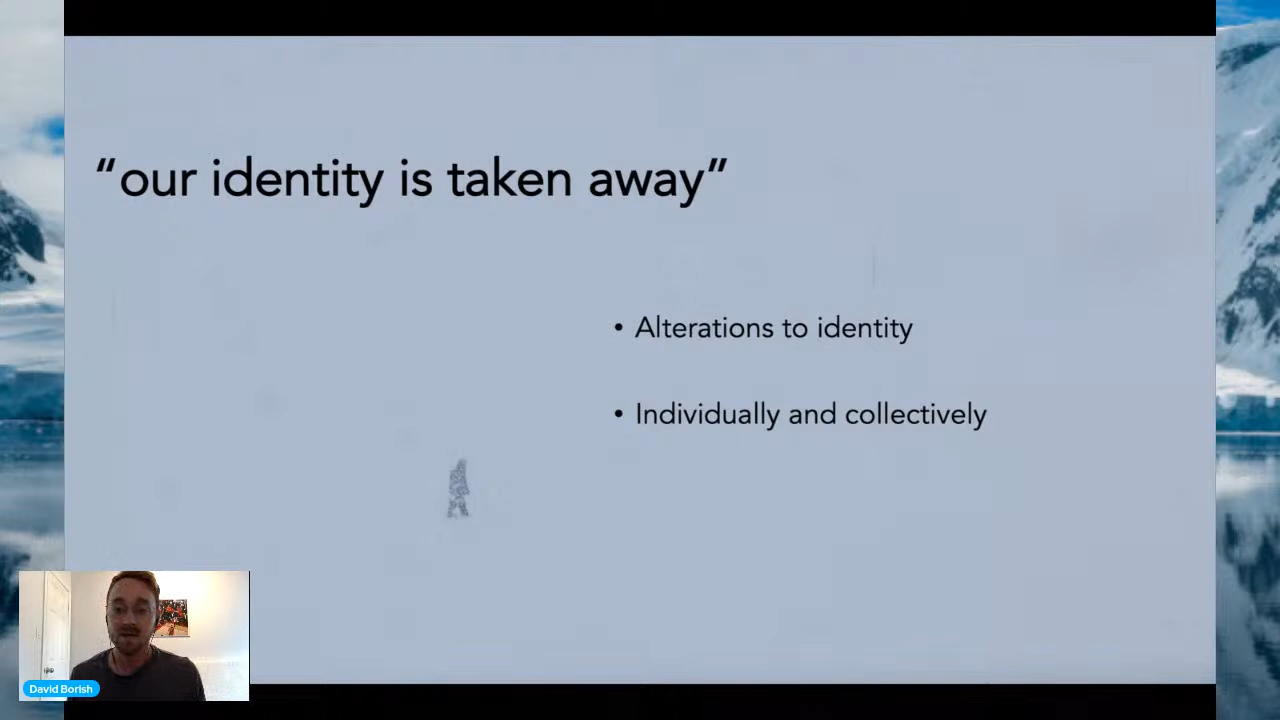 “our identity is taken away”
• Alterations to identity
• Individually and collectively
David Borish